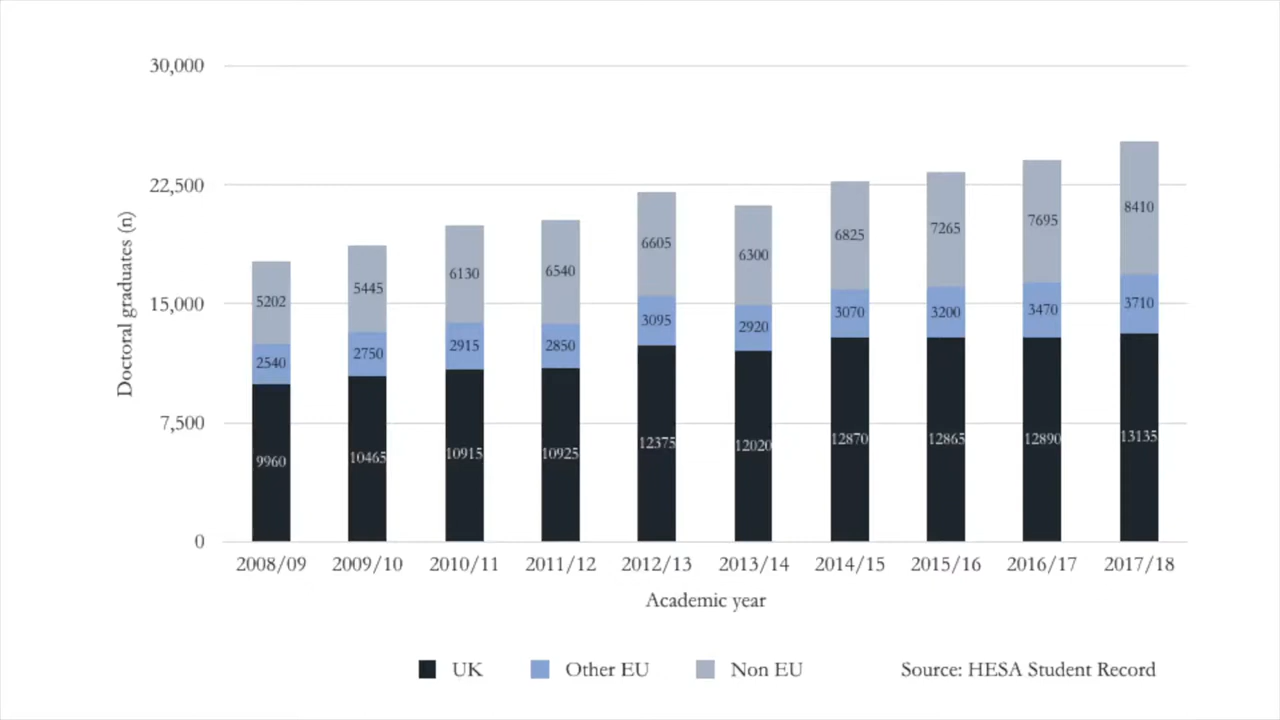 30,000
22,500
15,000
7,500
0
Doctoral graduates (n)
5202 5445 6130 6540 6605 6300 6825 7265 7695 8410
2540 2750 2915 2850 3095 2920 3070 3200 3470 3710
9960 10465 10915 10925 12375 12020 12870 12865 12890 13135
2008/09 2009/10 2010/11 2011/12 2012/13 2013/14 2014/15 2015/16 2016/17 2017/18
Academic year
UK Other EU Non EU Source: HESA Student Record